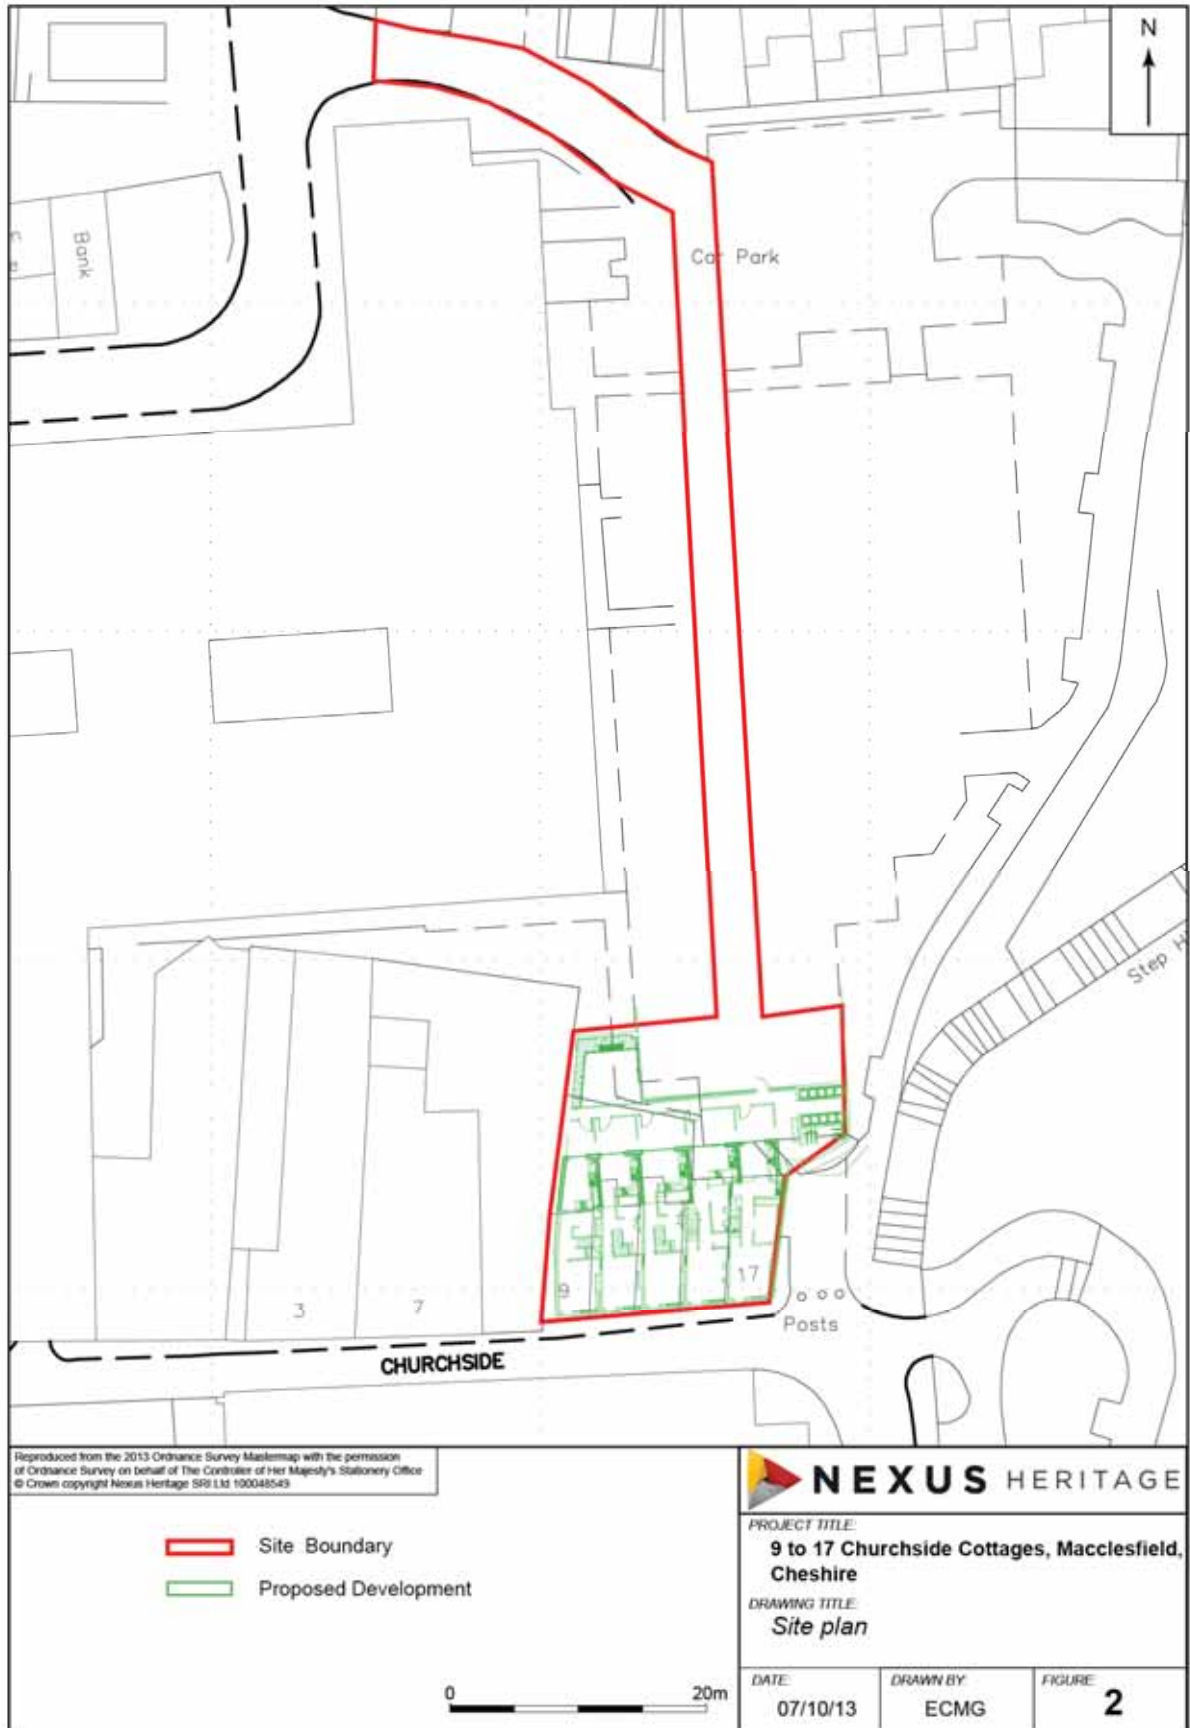 N
Bank
Car Park
Step
9
17
3
7
Posts
CHURCHSIDE
Reproduced from the 2013 Ordnance Survey Mastermap with the permission
of Ordnance Survey on behalf of The Controller of Her Majesty's Stationery Office
© Crown copyright Nexus Heritage SRI Ltd 100048549
Site Boundary
Proposed Development
0 20m
NEXUS HERITAGE
PROJECT TITLE:
9 to 17 Churchside Cottages, Macclesfield,
Cheshire
DRAWING TITLE:
Site plan
DATE:
07/10/13
DRAWN BY:
ECMG
FIGURE:
2